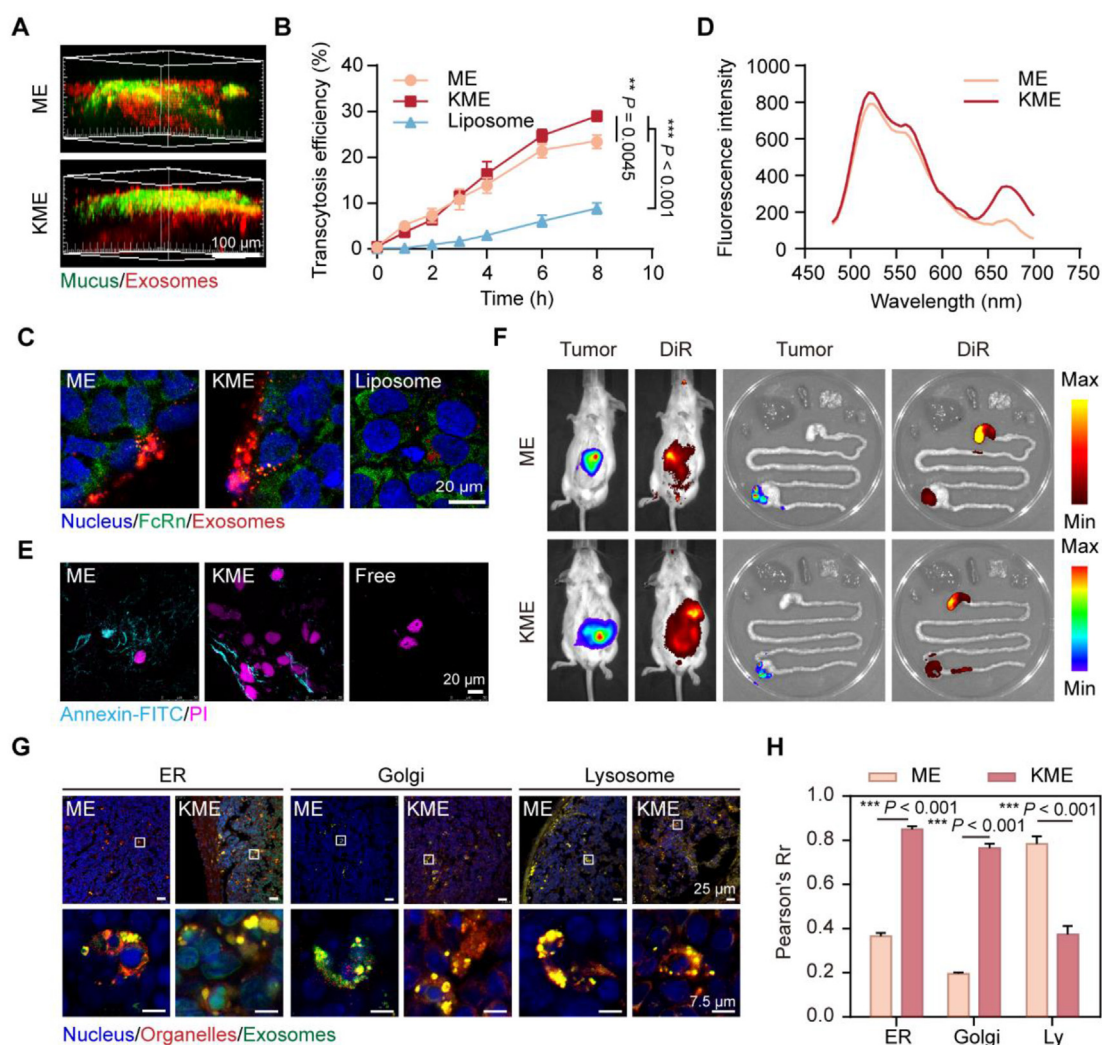 A
ME
KME
100 µm
Mucus/Exosomes
B
Transcytosis efficiency (%)
40
30
20
10
0
ME
KME
Liposome
** P = 0.0045
*** P < 0.001
0 2 4 6 8 10
Time (h)
D
Fluorescence intensity
1000
800
600
400
200
0
ME
KME
450 500 550 600 650 700 750
Wavelength (nm)
C
ME KME Liposome
20 µm
Nucleus/FcRn/Exosomes
E
ME KME Free
20 µm
Annexin-FITC/PI
F
Tumor DiR Tumor DiR
ME
KME
Max
Min
Max
Min
G
ER Golgi Lysosome
ME KME ME KME ME KME
25 µm
7.5 µm
Nucleus/Organelles/Exosomes
H
ME KME
Pearson's Rr
1.0
0.8
0.6
0.4
0.2
0.0
*** P < 0.001
*** P < 0.001
*** P < 0.001
ER Golgi Ly